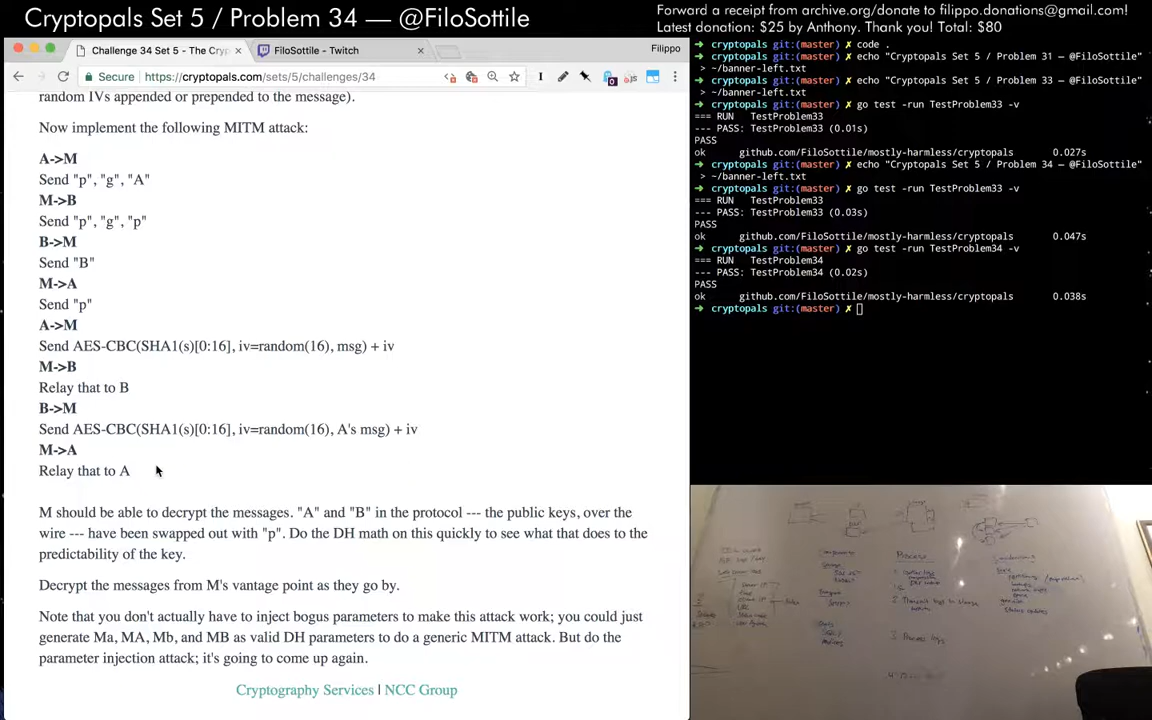 Cryptopals Set 5 / Problem 34 — @FiloSottile
Forward a receipt from archive.org/donate to filippo.donations@gmail.com!
Latest donation: $25 by Anthony. Thank you! Total: $80
Challenge 34 Set 5 - The Cryp
FiloSottile - Twitch
Filippo
Secure
https://cryptopals.com/sets/5/challenges/34
random IVs appended or prepended to the message).
Now implement the following MITM attack:
A->M
Send "p", "g", "A"
M->B
Send "p", "g", "p"
B->M
Send "B"
M->A
Send "p"
A->M
Send AES-CBC(SHA1(s)[0:16], iv=random(16), msg) + iv
M->B
Relay that to B
B->M
Send AES-CBC(SHA1(s)[0:16], iv=random(16), A's msg) + iv
M->A
Relay that to A
M should be able to decrypt the messages. "A" and "B" in the protocol --- the public keys, over the
wire --- have been swapped out with "p". Do the DH math on this quickly to see what that does to the
predictability of the key.
Decrypt the messages from M's vantage point as they go by.
Note that you don't actually have to inject bogus parameters to make this attack work; you could just
generate Ma, MA, Mb, and MB as valid DH parameters to do a generic MITM attack. But do the
parameter injection attack; it's going to come up again.
Cryptography Services | NCC Group
➜ cryptopals git:(master) ✗ code .
➜ cryptopals git:(master) ✗ echo "Cryptopals Set 5 / Problem 31 — @FiloSottile"
> ~/banner-left.txt
➜ cryptopals git:(master) ✗ echo "Cryptopals Set 5 / Problem 33 — @FiloSottile"
> ~/banner-left.txt
➜ cryptopals git:(master) ✗ go test -run TestProblem33 -v
=== RUN TestProblem33
--- PASS: TestProblem33 (0.01s)
PASS
ok github.com/FiloSottile/mostly-harmless/cryptopals 0.027s
➜ cryptopals git:(master) ✗ echo "Cryptopals Set 5 / Problem 34 — @FiloSottile"
> ~/banner-left.txt
➜ cryptopals git:(master) ✗ go test -run TestProblem33 -v
=== RUN TestProblem33
--- PASS: TestProblem33 (0.03s)
PASS
ok github.com/FiloSottile/mostly-harmless/cryptopals 0.047s
➜ cryptopals git:(master) ✗ go test -run TestProblem34 -v
=== RUN TestProblem34
--- PASS: TestProblem34 (0.02s)
PASS
ok github.com/FiloSottile/mostly-harmless/cryptopals 0.038s
➜ cryptopals git:(master) ✗
Process